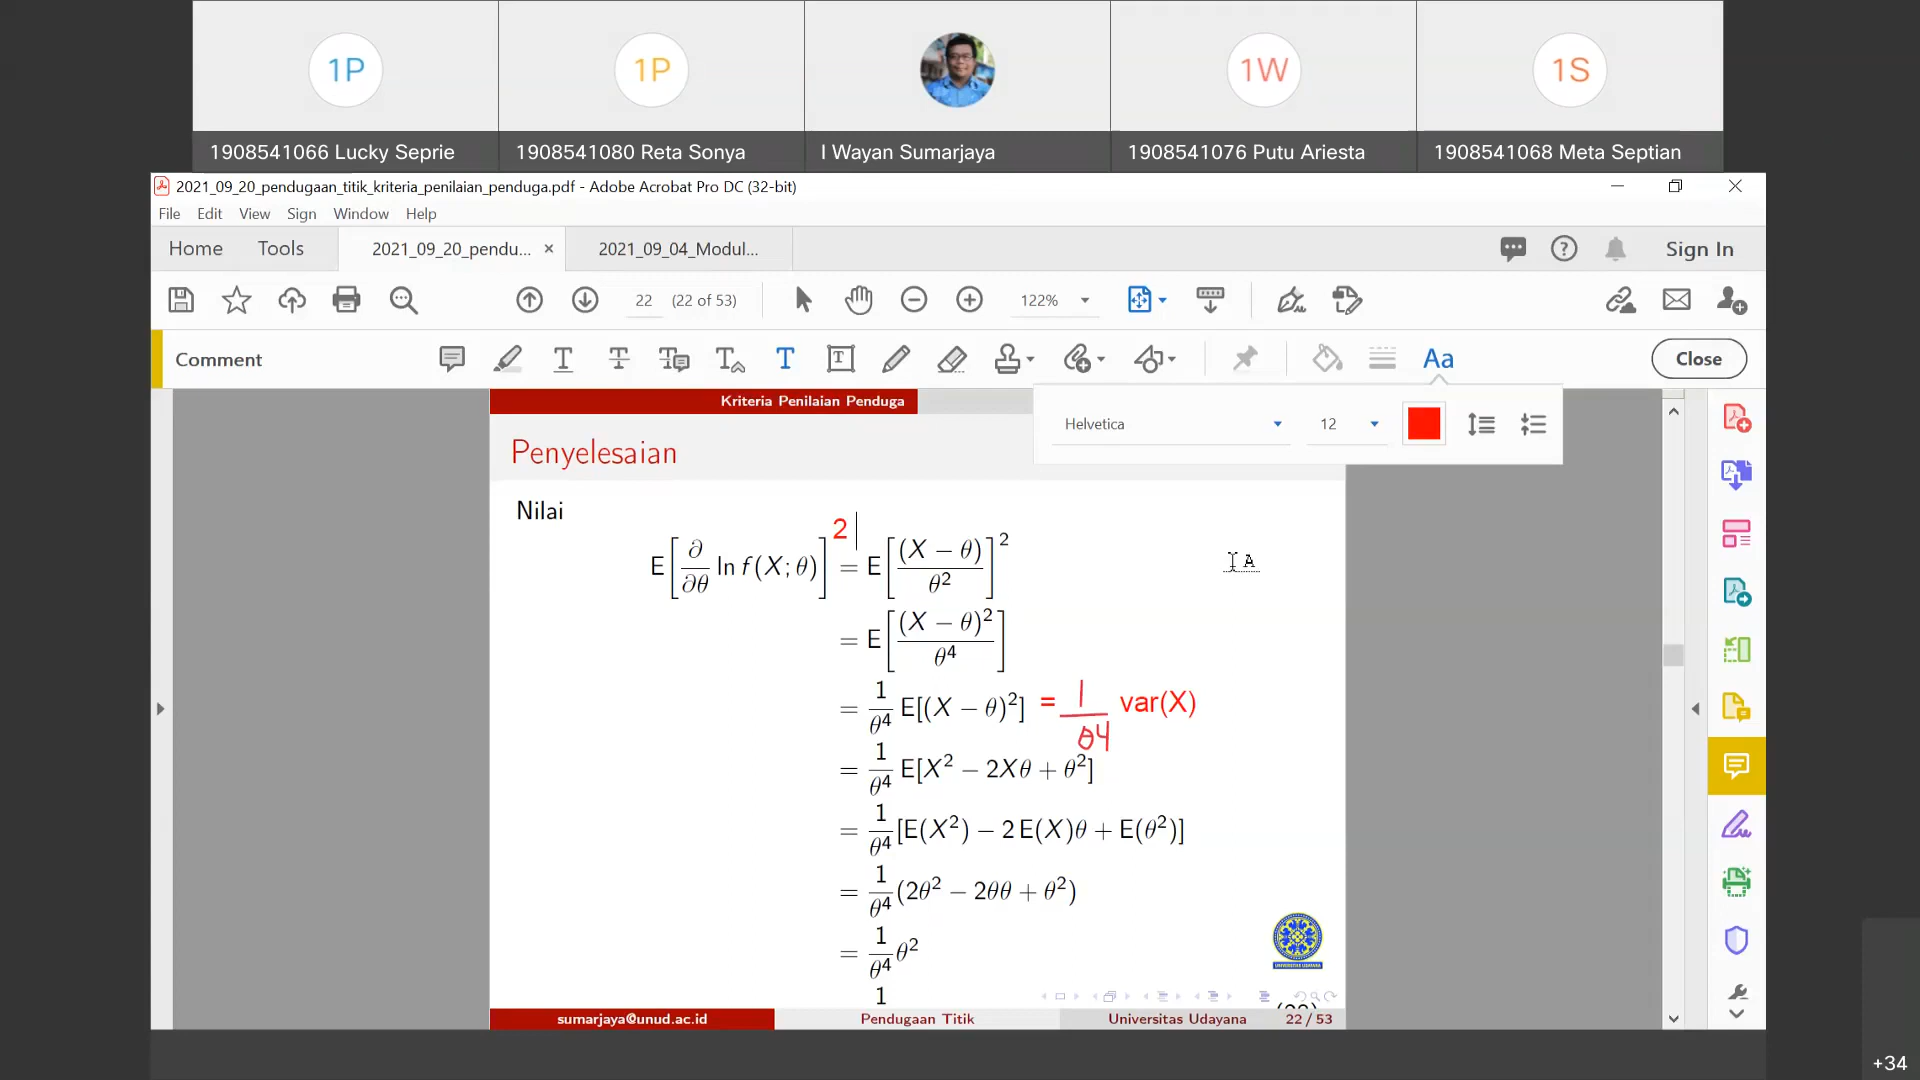 1P 1P 1W 1S
1908541066 Lucky Seprie 1908541080 Reta Sonya I Wayan Sumarjaya 1908541076 Putu Ariesta 1908541068 Meta Septian
2021_09_20_pendugaan_titik_kriteria_penilaian_penduga.pdf - Adobe Acrobat Pro DC (32-bit)
File Edit View Sign Window Help
Home Tools 2021_09_20_pendu... × 2021_09_04_Modul... Sign In
22 (22 of 53) 122%
Comment Aa Close
Kriteria Penilaian Penduga
Helvetica 12
Penyelesaian
Nilai
E[∂/∂θ ln f(X; θ)]² = E[(X − θ)/θ²]²
= E[(X − θ)²/θ⁴]
= 1/θ⁴ E[(X − θ)²] = 1/θ4 var(X)
= 1/θ⁴ E[X² − 2Xθ + θ²]
= 1/θ⁴ [E(X²) − 2 E(X)θ + E(θ²)]
= 1/θ⁴ (2θ² − 2θθ + θ²)
= 1/θ⁴ θ²
1
UNIVERSITAS UDAYANA
sumarjaya@unud.ac.id Pendugaan Titik Universitas Udayana 22 / 53
+34